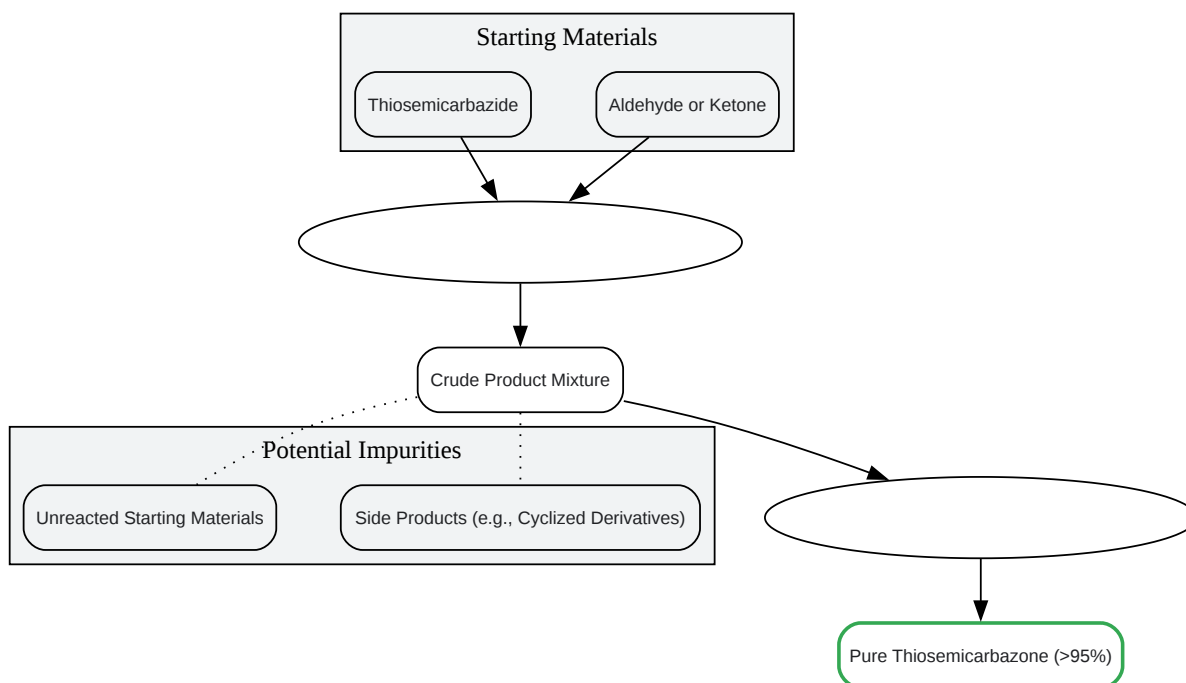 Starting Materials
Thiosemicarbazide
Aldehyde or Ketone
Crude Product Mixture
Potential Impurities
Unreacted Starting Materials
Side Products (e.g., Cyclized Derivatives)
Pure Thiosemicarbazone (>95%)